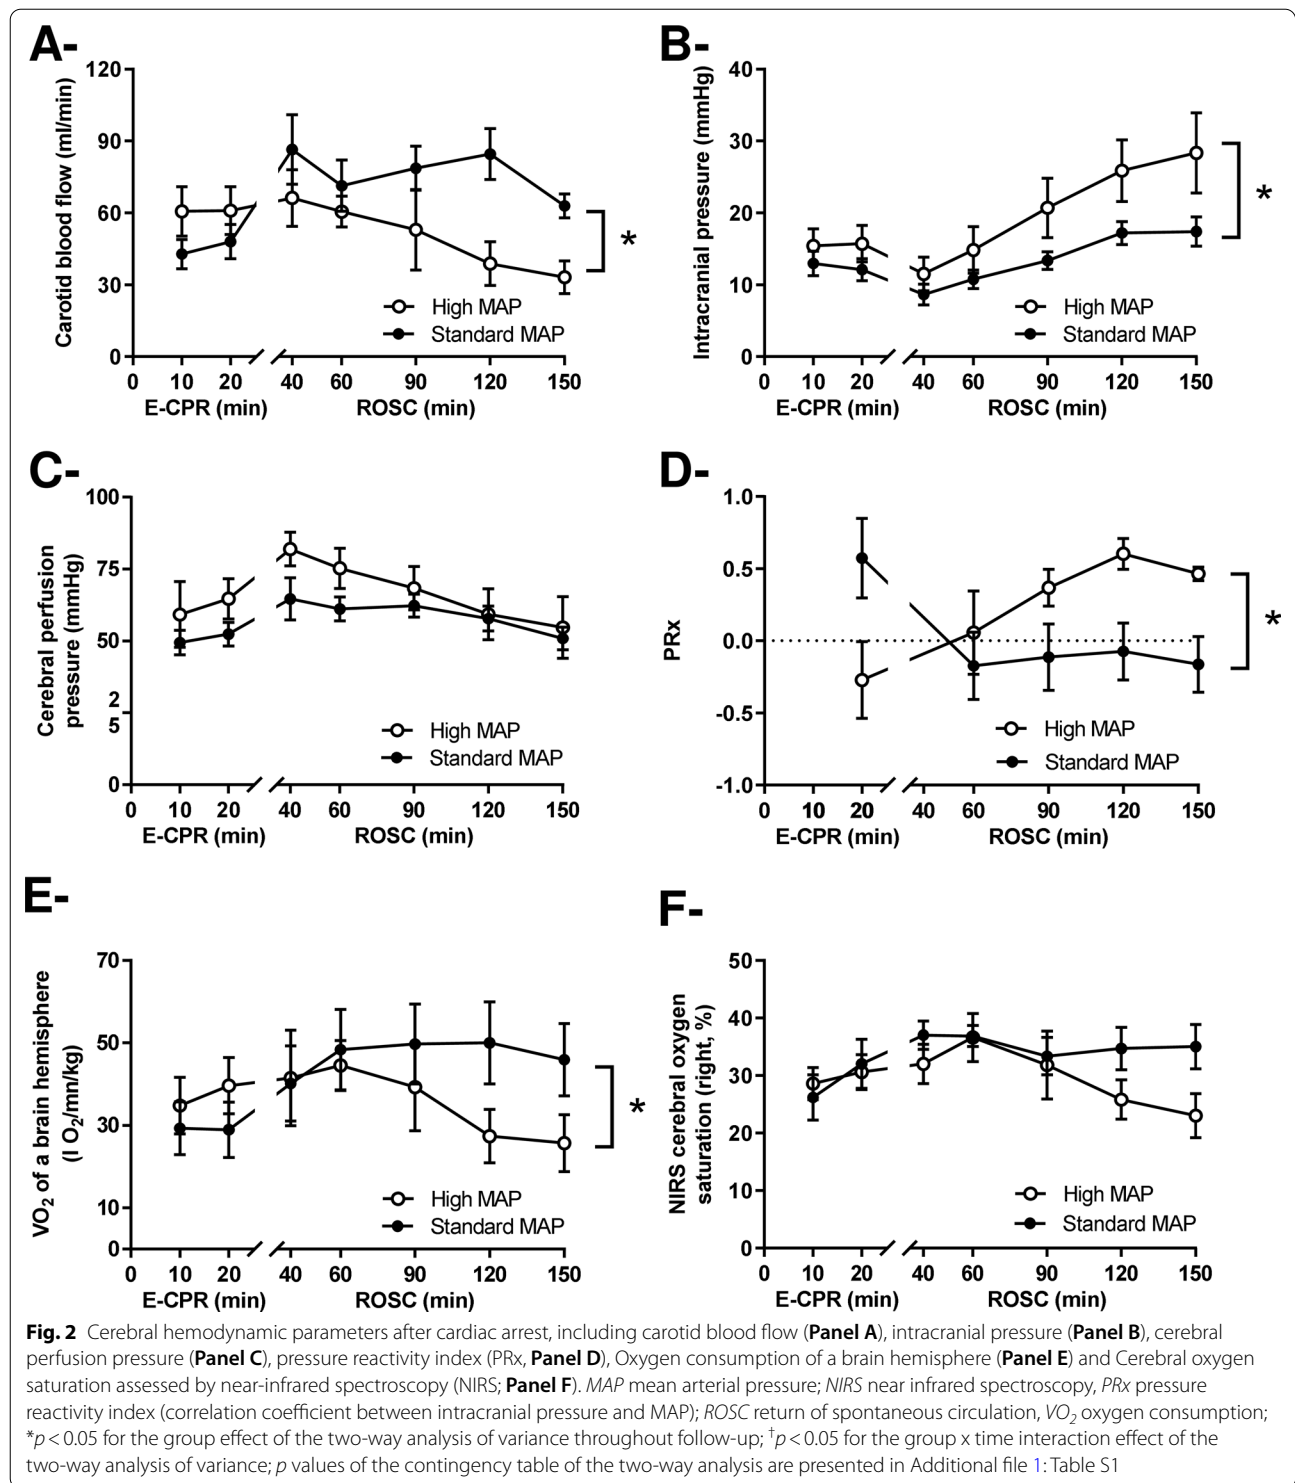 A-
Carotid blood flow (ml/min)
120
90
60
30
0
High MAP
Standard MAP
*
0 10 20 40 60 90 120 150
E-CPR (min) ROSC (min)
B-
Intracranial pressure (mmHg)
40
30
20
10
0
High MAP
Standard MAP
*
0 10 20 40 60 90 120 150
E-CPR (min) ROSC (min)
C-
Cerebral perfusion
pressure (mmHg)
100
75
50
2
5
0
High MAP
Standard MAP
0 10 20 40 60 90 120 150
E-CPR (min) ROSC (min)
D-
PRx
1.0
0.5
0.0
-0.5
-1.0
High MAP
Standard MAP
*
0 10 20 40 60 90 120 150
E-CPR (min) ROSC (min)
E-
VO2 of a brain hemisphere
(l O2/mn/kg)
70
50
30
10
0
High MAP
Standard MAP
*
0 10 20 40 60 90 120 150
E-CPR (min) ROSC (min)
F-
NIRS cerebral oxygen
saturation (right, %)
50
40
30
20
10
0
High MAP
Standard MAP
0 10 20 40 60 90 120 150
E-CPR (min) ROSC (min)
Fig. 2 Cerebral hemodynamic parameters after cardiac arrest, including carotid blood flow (Panel A), intracranial pressure (Panel B), cerebral
perfusion pressure (Panel C), pressure reactivity index (PRx, Panel D), Oxygen consumption of a brain hemisphere (Panel E) and Cerebral oxygen
saturation assessed by near-infrared spectroscopy (NIRS; Panel F). MAP mean arterial pressure; NIRS near infrared spectroscopy, PRx pressure
reactivity index (correlation coefficient between intracranial pressure and MAP); ROSC return of spontaneous circulation, VO2 oxygen consumption;
*p < 0.05 for the group effect of the two-way analysis of variance throughout follow-up; †p < 0.05 for the group x time interaction effect of the
two-way analysis of variance; p values of the contingency table of the two-way analysis are presented in Additional file 1: Table S1